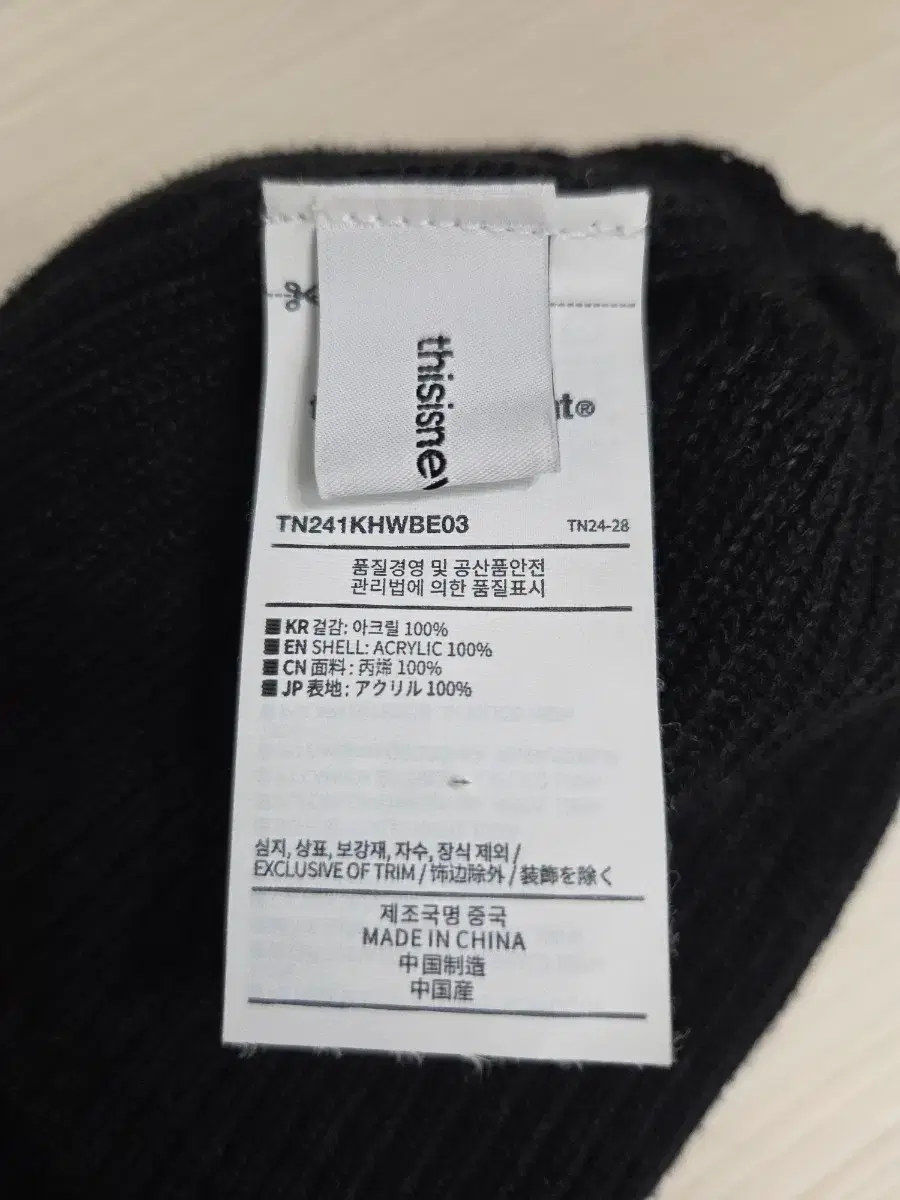 thisisne
t®
TN241KHWBE03 TN24-28
품질경영 및 공산품안전
관리법에 의한 품질표시
KR 겉감: 아크릴 100%
EN SHELL: ACRYLIC 100%
CN 面料: 丙烯 100%
JP 表地: アクリル 100%
심지, 상표, 보강재, 자수, 장식 제외 /
EXCLUSIVE OF TRIM / 饰边除外 / 装飾を除く
제조국명 중국
MADE IN CHINA
中国制造
中国産